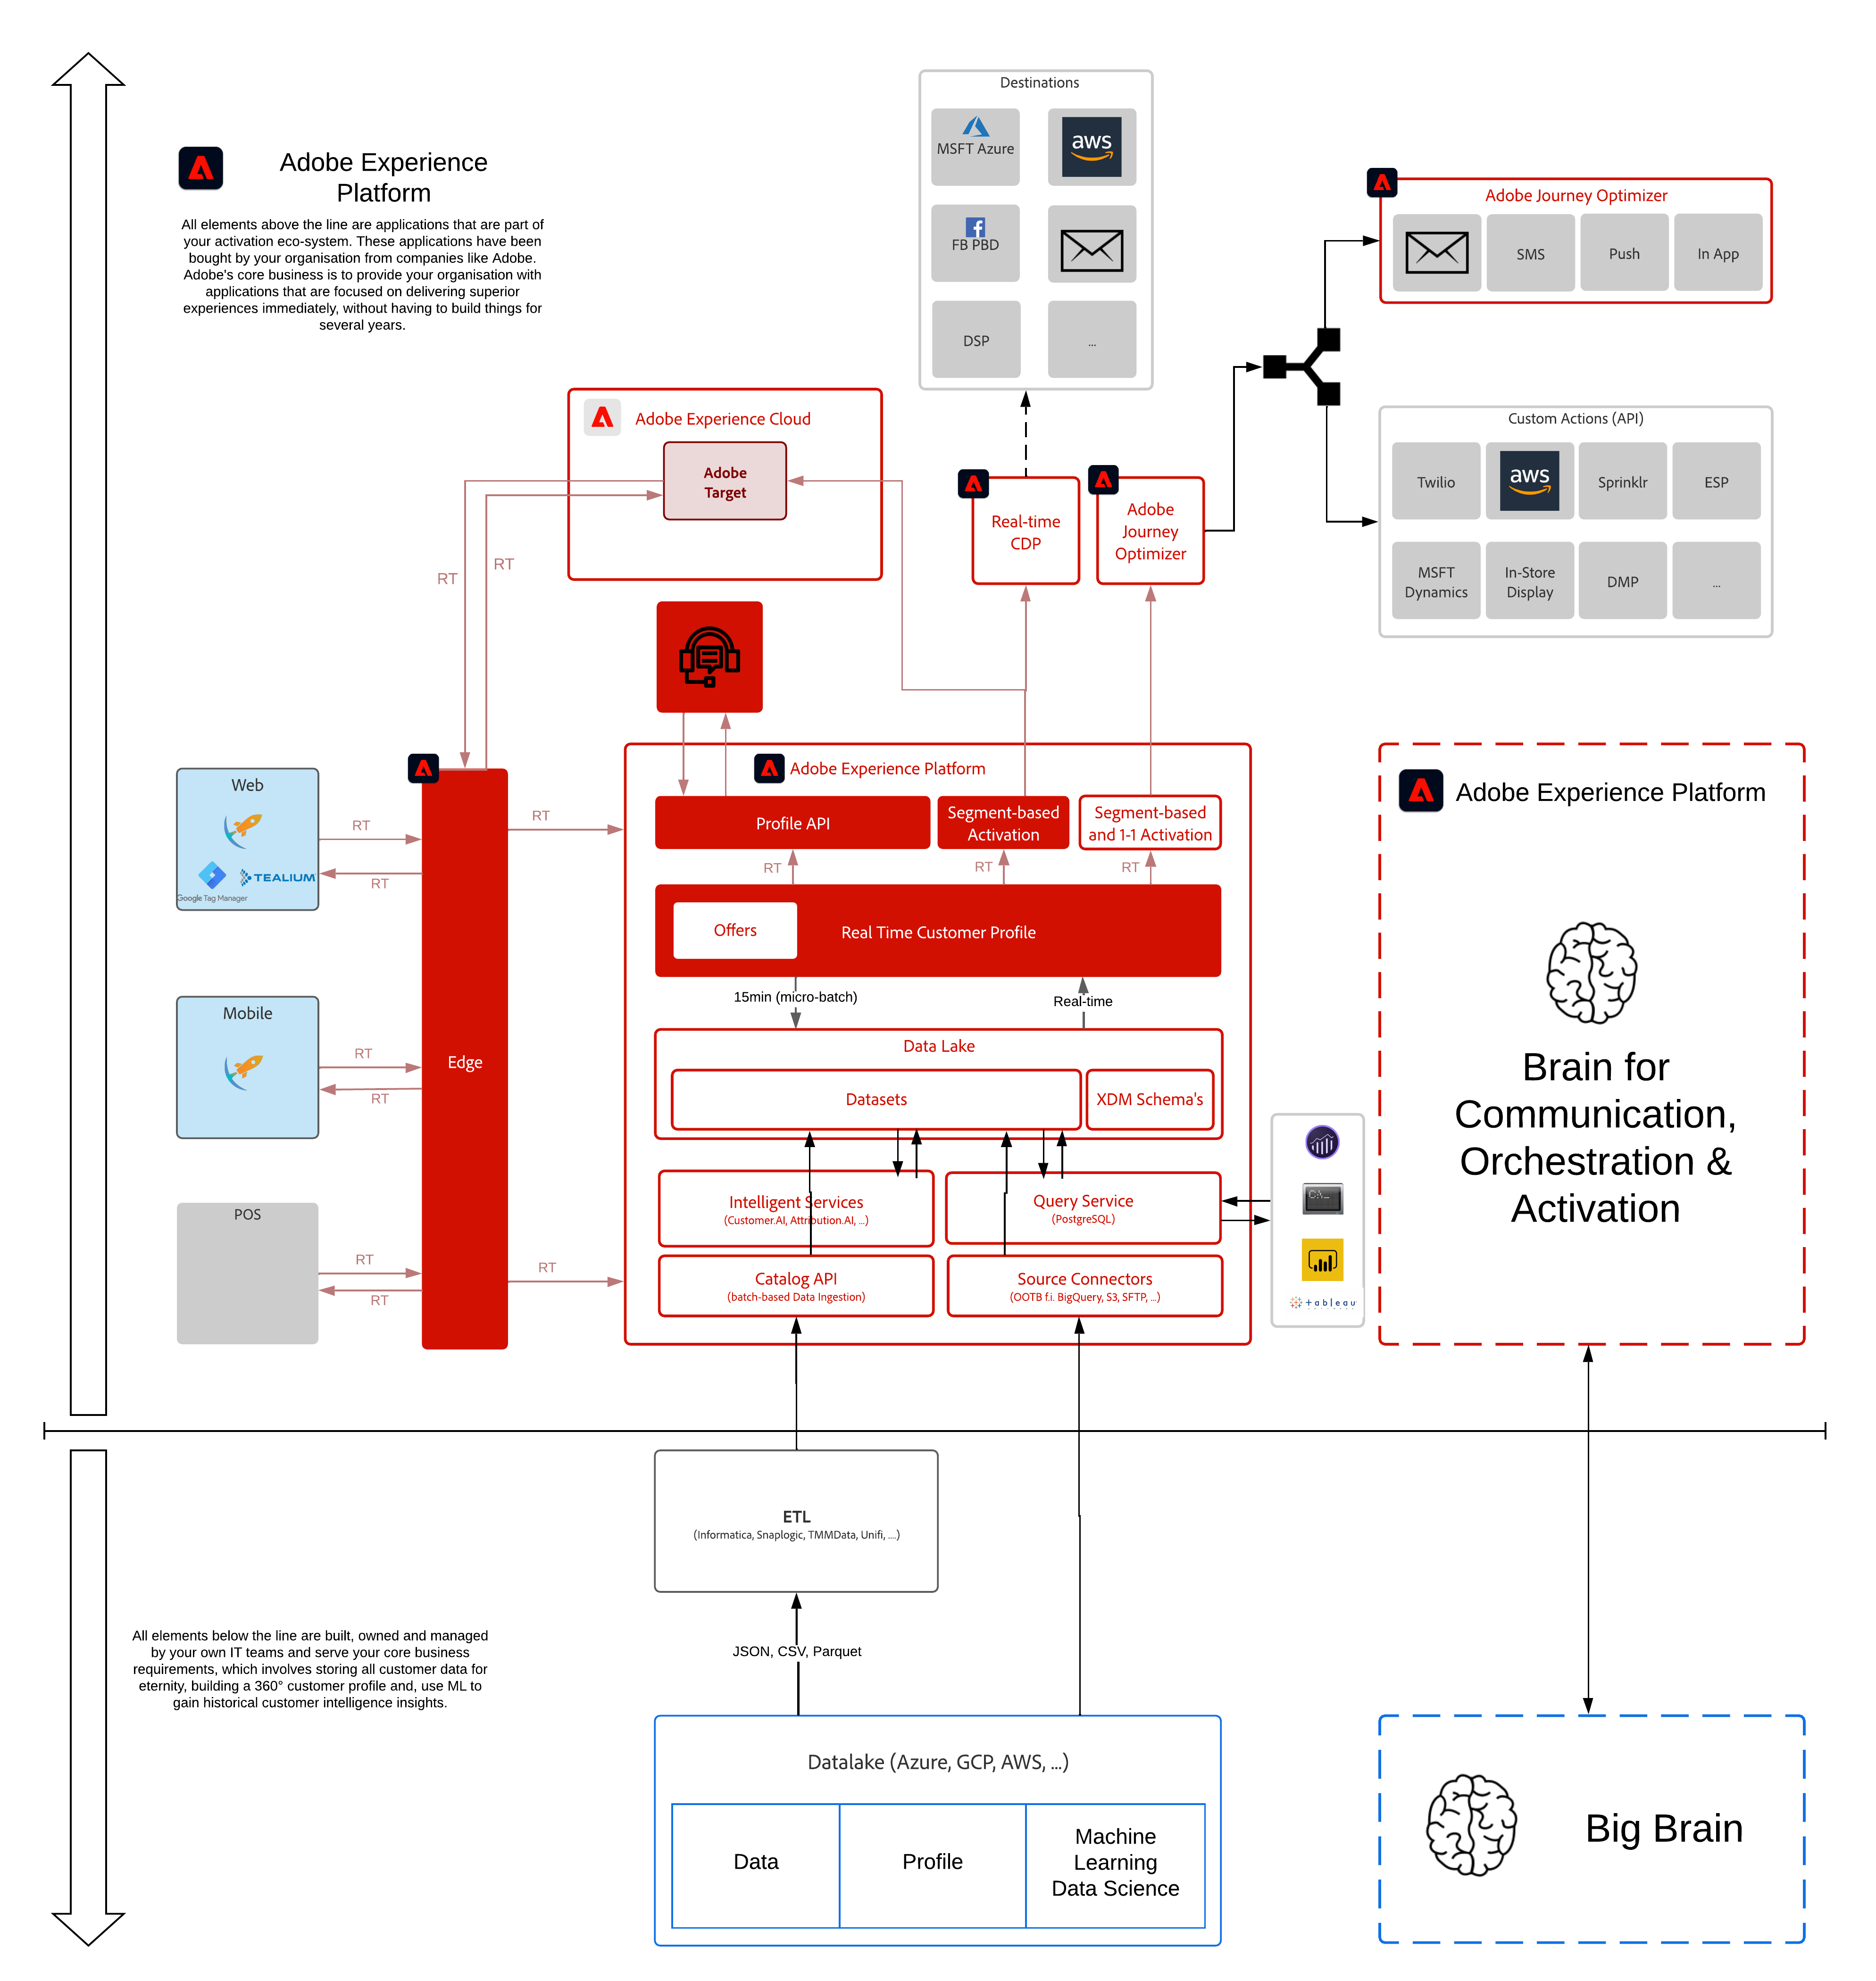 Destinations
MSFT Azure
aws
FB PBD
DSP
...
Adobe Experience
Platform
All elements above the line are applications that are part of
your activation eco-system. These applications have been
bought by your organisation from companies like Adobe.
Adobe's core business is to provide your organisation with
applications that are focused on delivering superior
experiences immediately, without having to build things for
several years.
Adobe Journey Optimizer
SMS
Push
In App
Custom Actions (API)
Twilio
aws
Sprinklr
ESP
MSFT
Dynamics
In-Store
Display
DMP
...
Adobe Experience Cloud
Adobe
Target
Real-time
CDP
Adobe
Journey
Optimizer
RT
RT
Web
Google Tag Manager
TEALIUM
RT
RT
Mobile
RT
RT
POS
RT
RT
Edge
RT
RT
Adobe Experience Platform
Profile API
Segment-based
Activation
Segment-based
and 1-1 Activation
RT
RT
RT
Offers
Real Time Customer Profile
15min (micro-batch)
Real-time
Data Lake
Datasets
XDM Schema's
Intelligent Services
(Customer.AI, Attribution.AI, ...)
Query Service
(PostgreSQL)
Catalog API
(batch-based Data Ingestion)
Source Connectors
(OOTB f.i. BigQuery, S3, SFTP, ...)
C:\_
+ableau
Adobe Experience Platform
Brain for
Communication,
Orchestration &
Activation
ETL
(Informatica, Snaplogic, TMMData, Unifi, ....)
JSON, CSV, Parquet
All elements below the line are built, owned and managed
by your own IT teams and serve your core business
requirements, which involves storing all customer data for
eternity, building a 360° customer profile and, use ML to
gain historical customer intelligence insights.
Datalake (Azure, GCP, AWS, ...)
Data
Profile
Machine
Learning
Data Science
Big Brain